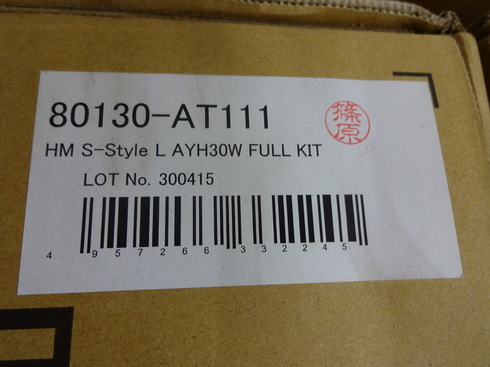 80130-AT111
篠原
HM S-Style L AYH30W FULL KIT
LOT No. 300415
4 957266 332245